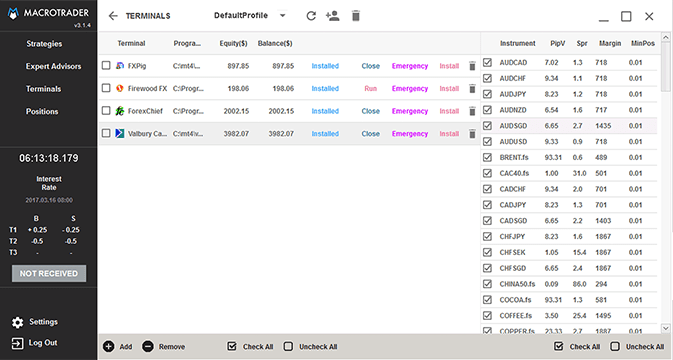 MACROTRADER
v3.1.4
Strategies
Expert Advisors
Terminals
Positions
06:13:18.179
Interest
Rate
2017.03.16 08:00
B S
T1 + 0.25 - 0.25
T2 -0.5 -0.5
T3 - -
NOT RECEIVED
Settings
Log Out
TERMINALS DefaultProfile
Terminal Progra... Equity($) Balance($)
FXPig C:\mt4\... 897.85 897.85 Installed Close Emergency Install
Firewood FX C:\Progr... 198.06 198.06 Installed Run Emergency Install
ForexChief C:\Progr... 2002.15 2002.15 Installed Close Emergency Install
Valbury Ca... C:\mt4\v... 3982.07 3982.07 Installed Close Emergency Install
Instrument PipV Spr Margin MinPos
AUDCAD 7.02 1.3 718 0.01
AUDCHF 9.34 1.1 718 0.01
AUDJPY 8.23 1.2 718 0.01
AUDNZD 6.54 1.6 717 0.01
AUDSGD 6.65 2.7 1435 0.01
AUDUSD 9.33 0.9 718 0.01
BRENT.fs 93.31 0.6 489 0.01
CAC40.fs 1.00 31.0 501 0.01
CADCHF 9.34 2.0 701 0.01
CADJPY 8.23 1.3 701 0.01
CADSGD 6.65 2.2 1403 0.01
CHFJPY 8.23 1.6 1867 0.01
CHFSEK 1.05 15.4 1867 0.01
CHFSGD 6.65 2.4 1867 0.01
CHINA50.fs 0.09 86.0 294 0.01
COCOA.fs 93.31 1.3 581 0.01
COFFEE.fs 3.50 25.4 1495 0.01
COPPER.fs 23.33 2.7 1887 0.01
Add Remove Check All Uncheck All
Check All Uncheck All